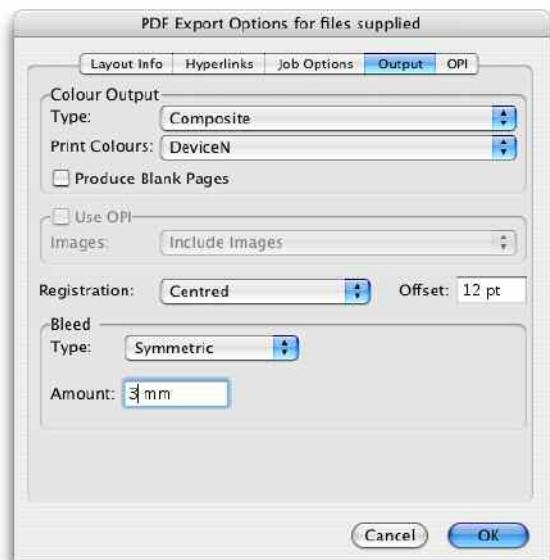 PDF Export Options for files supplied
Layout Info Hyperlinks Job Options Output OPI
Colour Output
Type: Composite
Print Colours: DeviceN
Produce Blank Pages
Use OPI
Images: Include Images
Registration: Centred Offset: 12 pt
Bleed
Type: Symmetric
Amount: 3 mm
Cancel OK